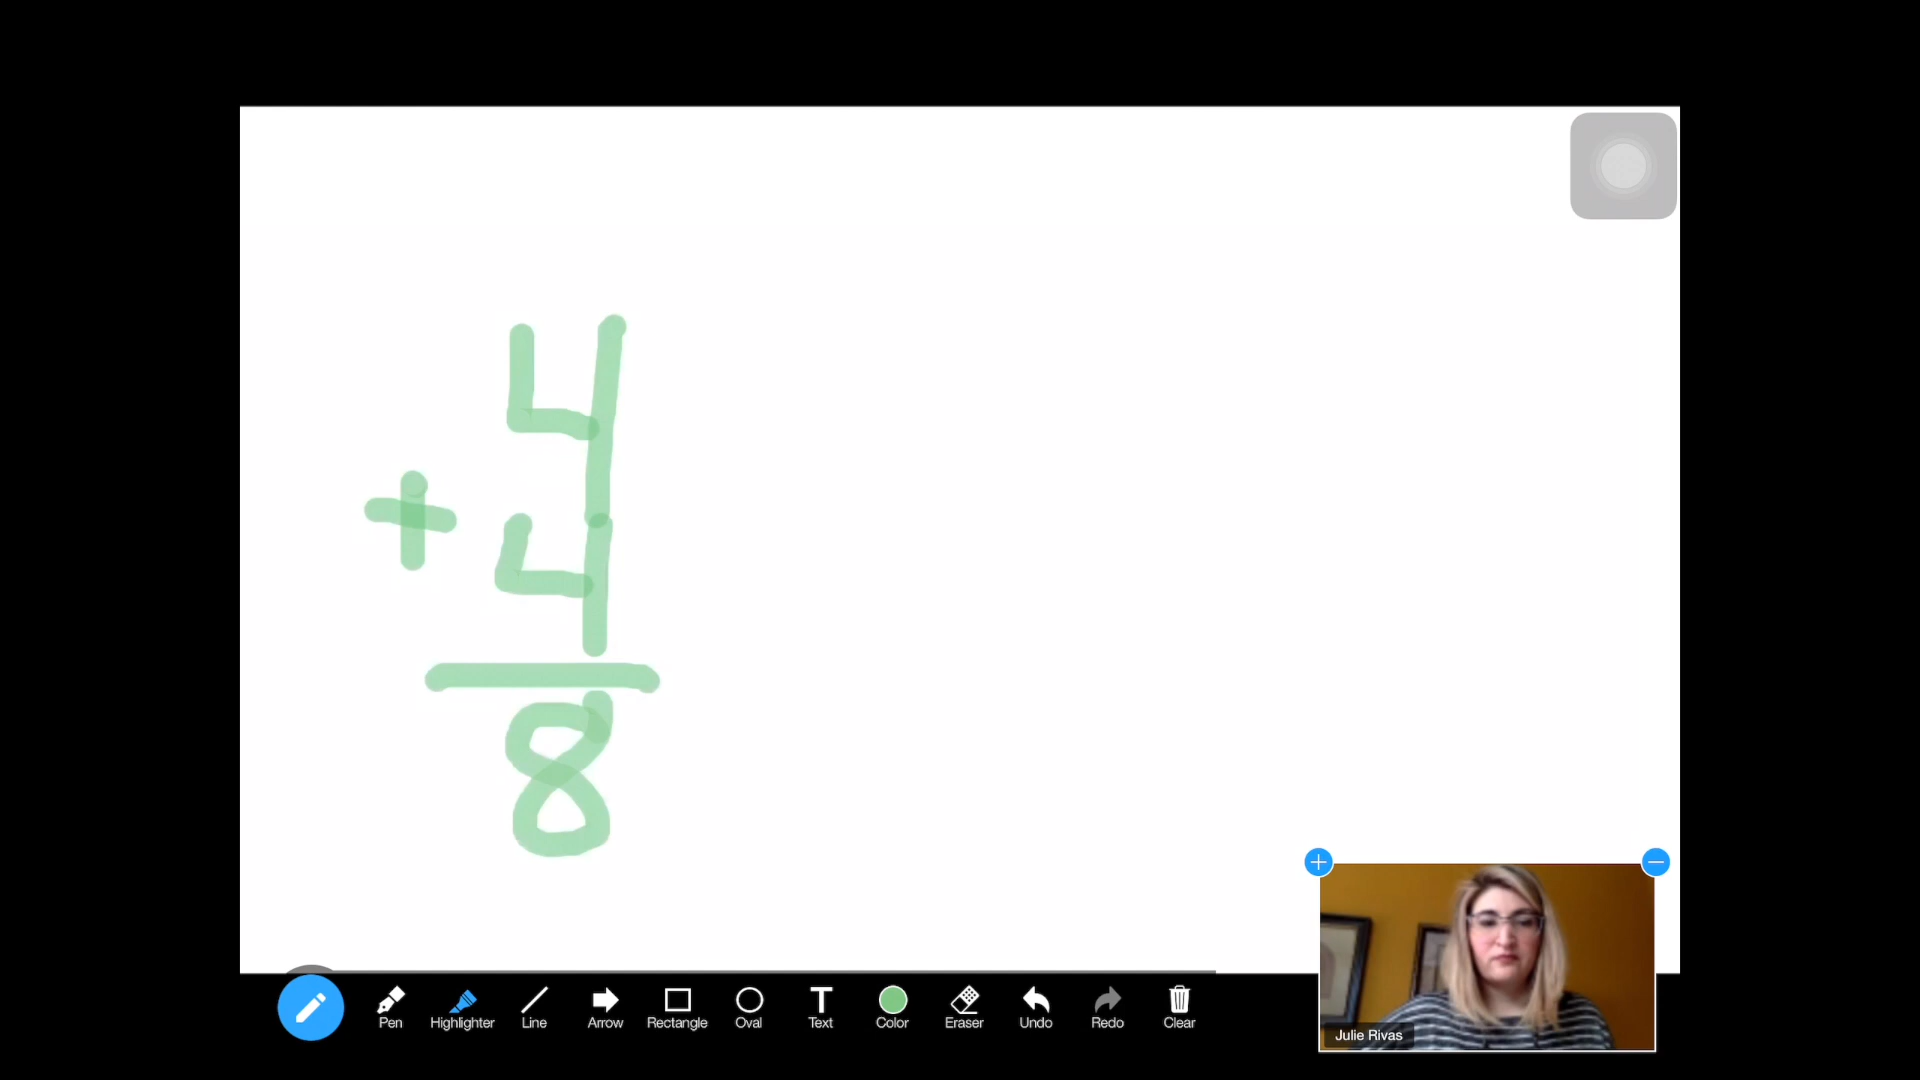 4
+ 4
8
Julie Rivas
Pen Highlighter Line Arrow Rectangle Oval Text Color Eraser Undo Redo Clear